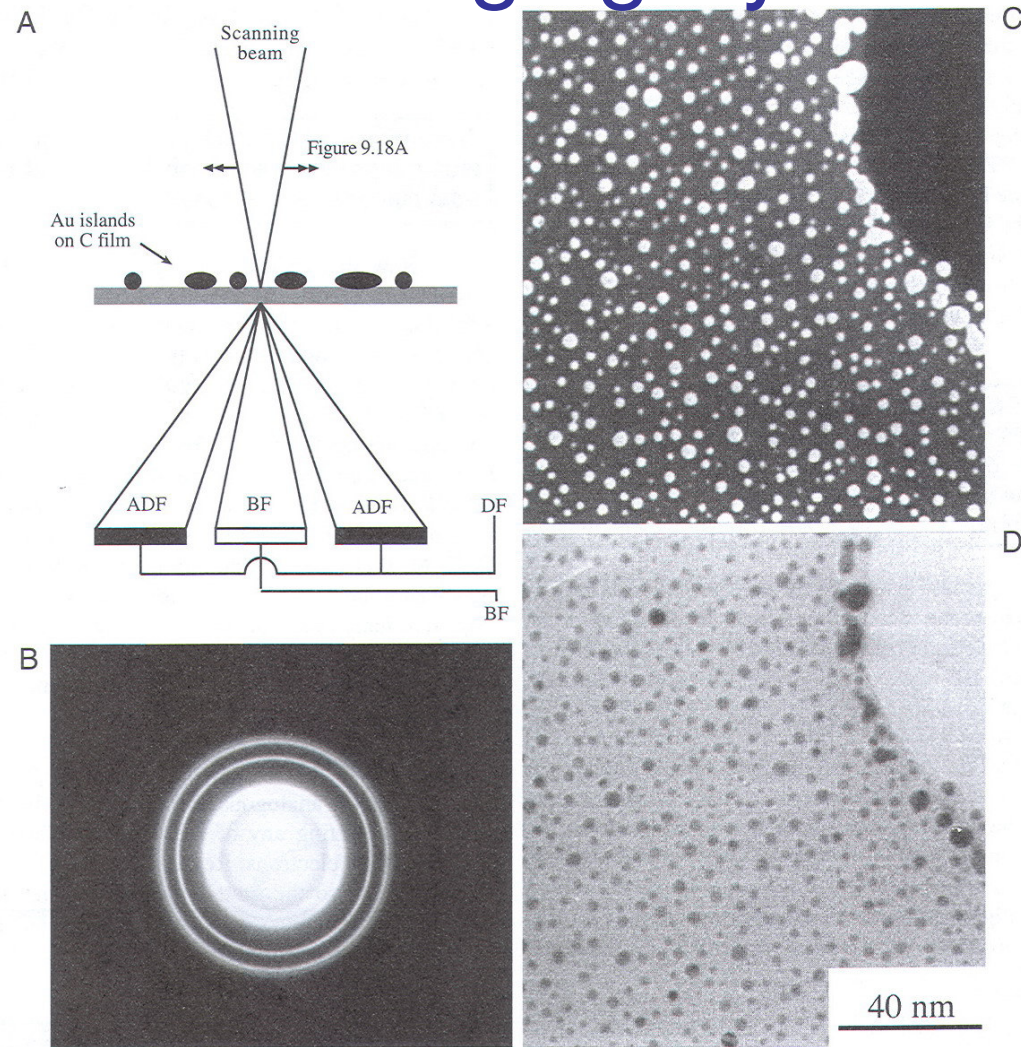 A
Scanning
beam
Figure 9.18A
Au islands
on C film
ADF
BF
ADF
DF
BF
B
C
D
40 nm